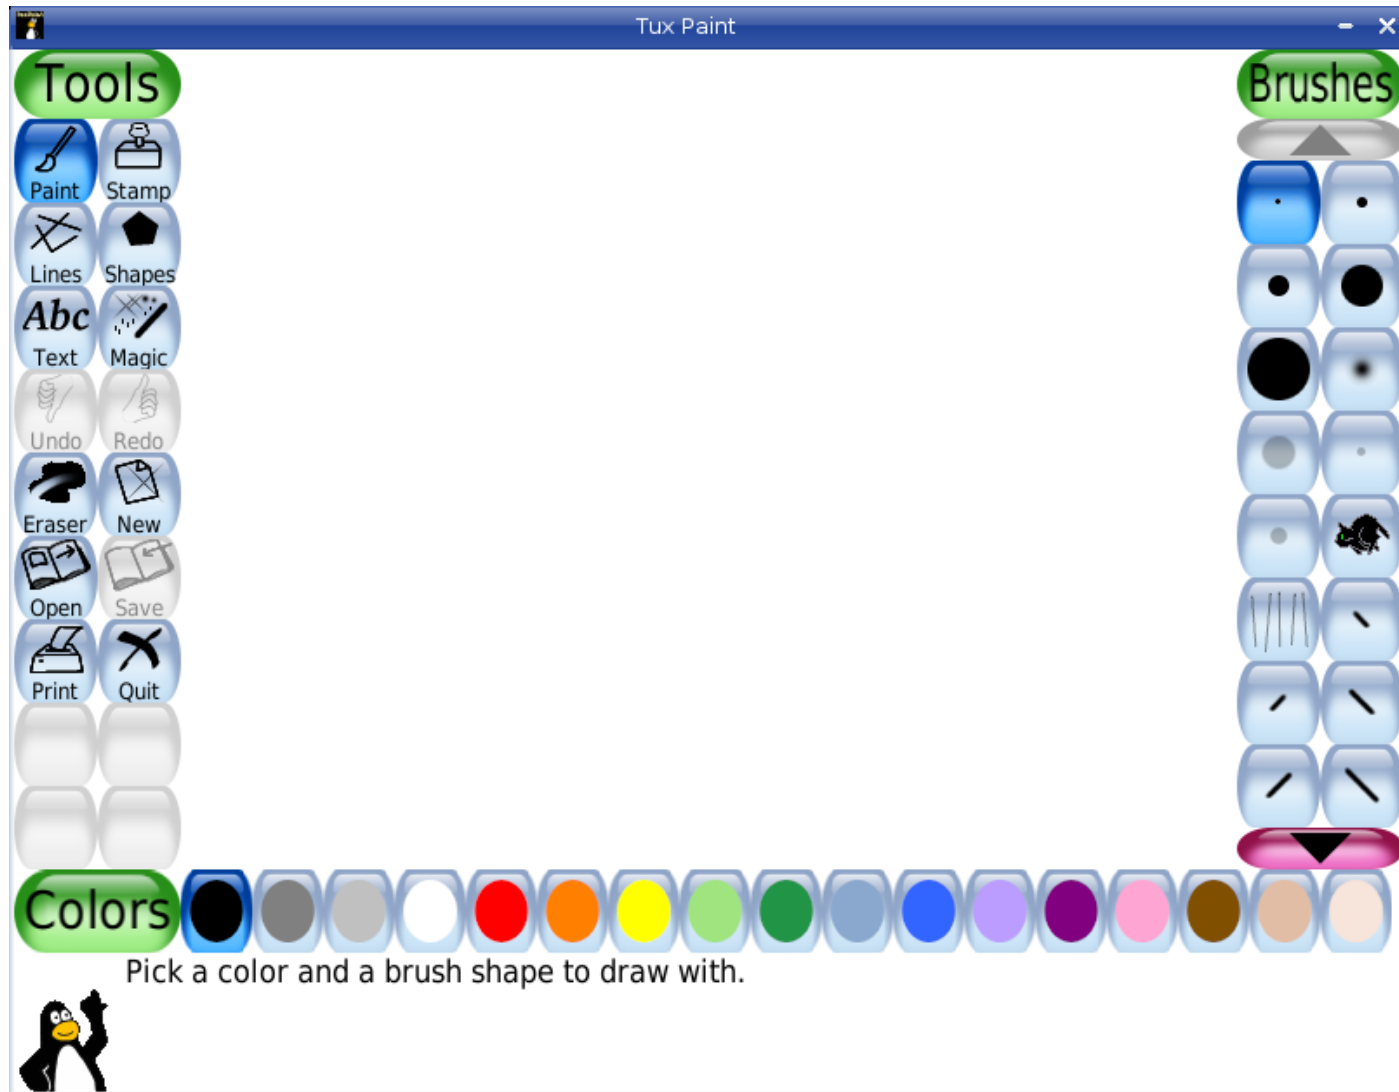 Tux Paint
Tools
Brushes
Paint
Stamp
Lines
Shapes
Abc
Text
Magic
Undo
Redo
Eraser
New
Open
Save
Print
Quit
Colors
Pick a color and a brush shape to draw with.